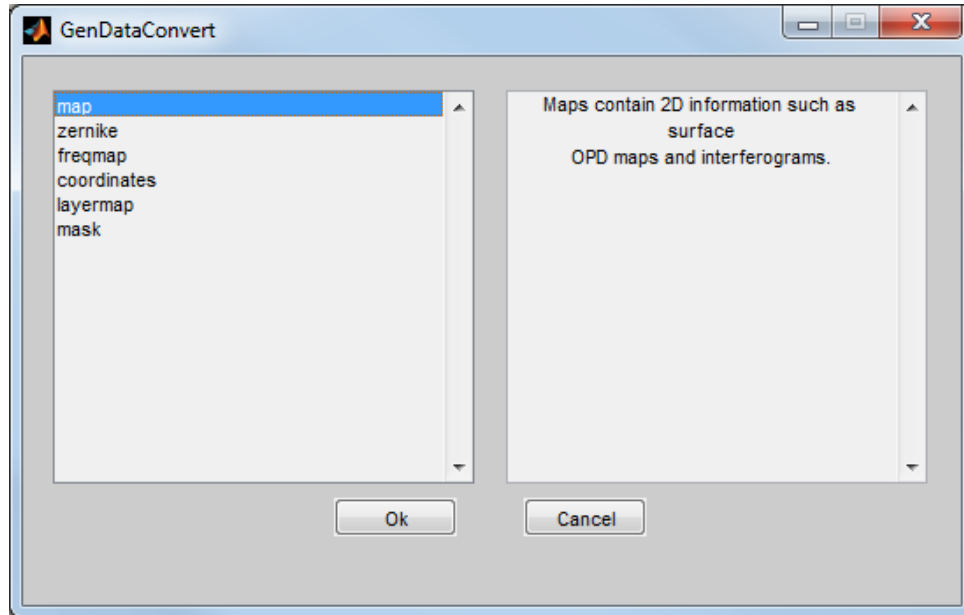 GenDataConvert
map
zernike
freqmap
coordinates
layermap
mask
Maps contain 2D information such as
surface
OPD maps and interferograms.
Ok
Cancel